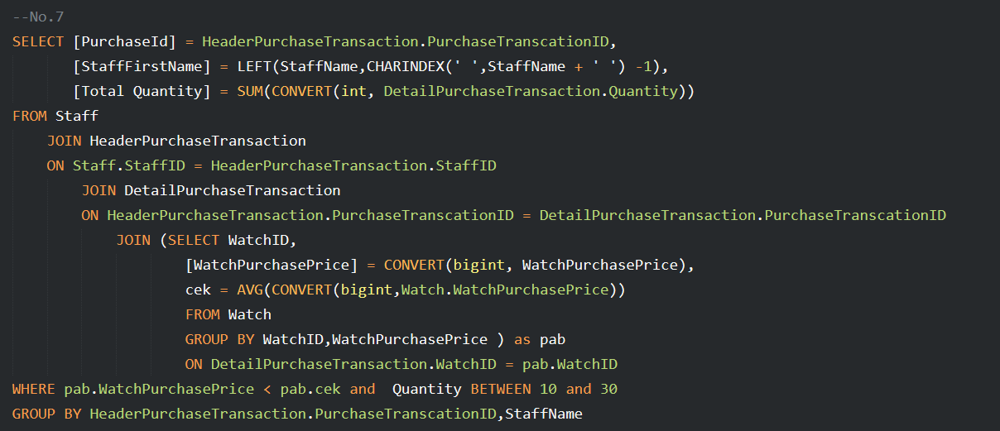 --No.7
SELECT [PurchaseId] = HeaderPurchaseTransaction.PurchaseTranscationID,
[StaffFirstName] = LEFT(StaffName,CHARINDEX(' ',StaffName + ' ') -1),
[Total Quantity] = SUM(CONVERT(int, DetailPurchaseTransaction.Quantity))
FROM Staff
JOIN HeaderPurchaseTransaction
ON Staff.StaffID = HeaderPurchaseTransaction.StaffID
JOIN DetailPurchaseTransaction
ON HeaderPurchaseTransaction.PurchaseTranscationID = DetailPurchaseTransaction.PurchaseTranscationID
JOIN (SELECT WatchID,
[WatchPurchasePrice] = CONVERT(bigint, WatchPurchasePrice),
cek = AVG(CONVERT(bigint,Watch.WatchPurchasePrice))
FROM Watch
GROUP BY WatchID,WatchPurchasePrice ) as pab
ON DetailPurchaseTransaction.WatchID = pab.WatchID
WHERE pab.WatchPurchasePrice < pab.cek and  Quantity BETWEEN 10 and 30
GROUP BY HeaderPurchaseTransaction.PurchaseTranscationID,StaffName